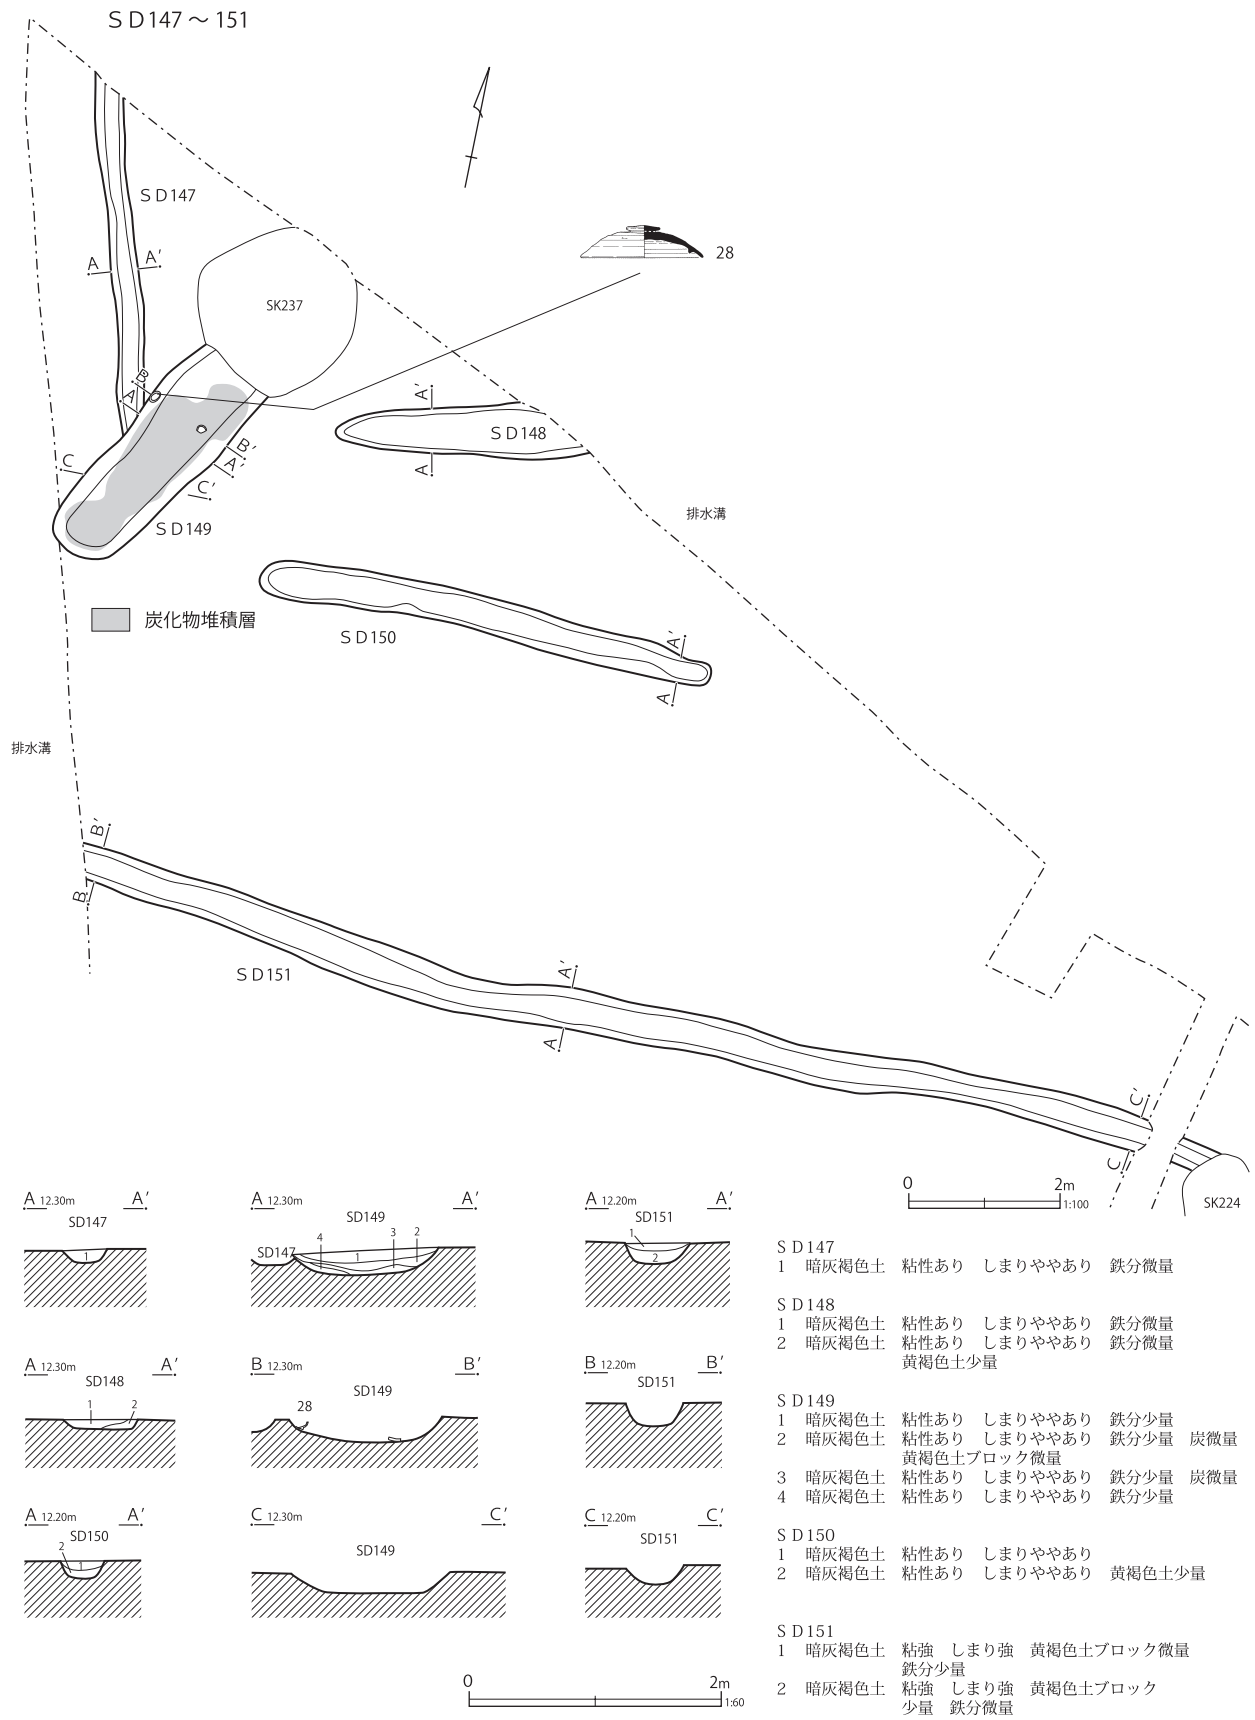 ＳＤ147～151
ＳＤ147
A
A′
28
SK237
B
A
A′
ＳＤ148
A
C
B′
A′
C′
ＳＤ149
排水溝
炭化物堆積層
ＳＤ150
A′
A
排水溝
B′
B
ＳＤ151
A′
A
C′
C
SK224
0 2m
1:100
A 12.30m A′
SD147
1
A 12.30m A′
SD149
SD147
4 1 3 2
A 12.20m A′
SD151
1
2
A 12.30m A′
SD148
1 2
B 12.30m B′
SD149
28
B 12.20m B′
SD151
A 12.20m A′
SD150
2
1
C 12.30m C′
SD149
C 12.20m C′
SD151
0 2m
1:60
ＳＤ147
1 暗灰褐色土 粘性あり しまりややあり 鉄分微量
ＳＤ148
1 暗灰褐色土 粘性あり しまりややあり 鉄分微量
2 暗灰褐色土 粘性あり しまりややあり 鉄分微量
黄褐色土少量
ＳＤ149
1 暗灰褐色土 粘性あり しまりややあり 鉄分少量
2 暗灰褐色土 粘性あり しまりややあり 鉄分少量 炭微量
黄褐色土ブロック微量
3 暗灰褐色土 粘性あり しまりややあり 鉄分少量 炭微量
4 暗灰褐色土 粘性あり しまりややあり 鉄分少量
ＳＤ150
1 暗灰褐色土 粘性あり しまりややあり
2 暗灰褐色土 粘性あり しまりややあり 黄褐色土少量
ＳＤ151
1 暗灰褐色土 粘強 しまり強 黄褐色土ブロック微量
鉄分少量
2 暗灰褐色土 粘強 しまり強 黄褐色土ブロック
少量 鉄分微量